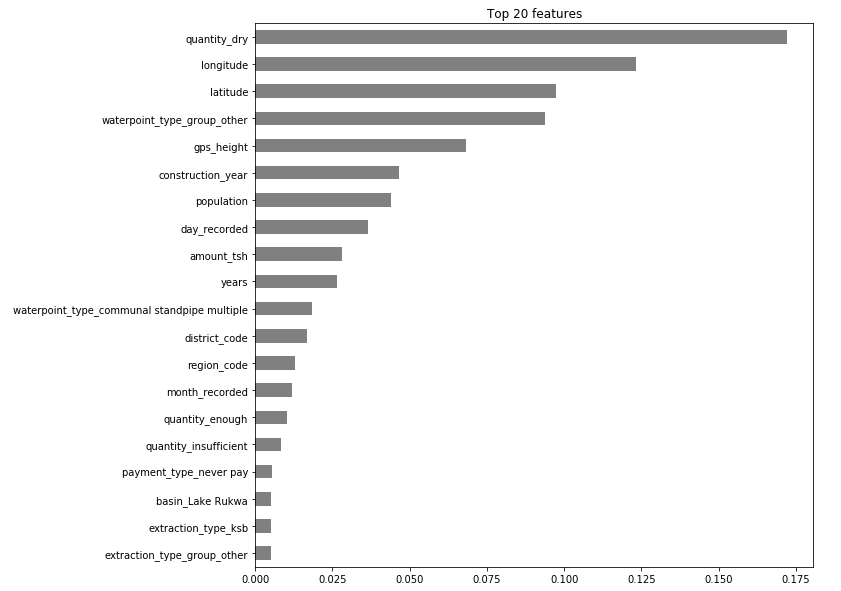 Top 20 features
quantity_dry
longitude
latitude
waterpoint_type_group_other
gps_height
construction_year
population
day_recorded
amount_tsh
years
waterpoint_type_communal standpipe multiple
district_code
region_code
month_recorded
quantity_enough
quantity_insufficient
payment_type_never pay
basin_Lake Rukwa
extraction_type_ksb
extraction_type_group_other
0.000 0.025 0.050 0.075 0.100 0.125 0.150 0.175